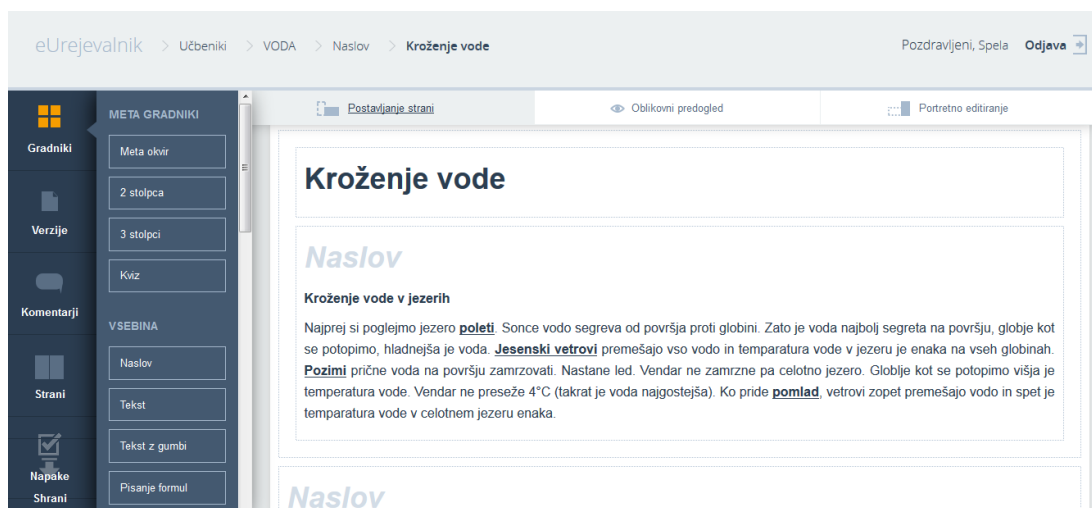 eUrejevalnik > Učbeniki > VODA > Naslov > Kroženje vode
Pozdravljeni, Spela Odjava
Gradniki
Verzije
Komentarji
Strani
Napake
Shrani
META GRADNIKI
Meta okvir
2 stolpca
3 stolpci
Kviz
VSEBINA
Naslov
Tekst
Tekst z gumbi
Pisanje formul
Postavljanje strani
Oblikovni predogled
Portretno editiranje
Kroženje vode
Naslov
Kroženje vode v jezerih
Najprej si poglejmo jezero poleti. Sonce vodo segreva od površja proti globini. Zato je voda najbolj segreta na površju, globje kot
se potopimo, hladnejša je voda. Jesenski vetrovi premešajo vso vodo in temparatura vode v jezeru je enaka na vseh globinah.
Pozimi prične voda na površju zamrzovati. Nastane led. Vendar ne zamrzne pa celotno jezero. Globlje kot se potopimo višja je
temperatura vode. Vendar ne preseže 4°C (takrat je voda najgostejša). Ko pride pomlad, vetrovi zopet premešajo vodo in spet je
temparatura vode v celotnem jezeru enaka.
Naslov